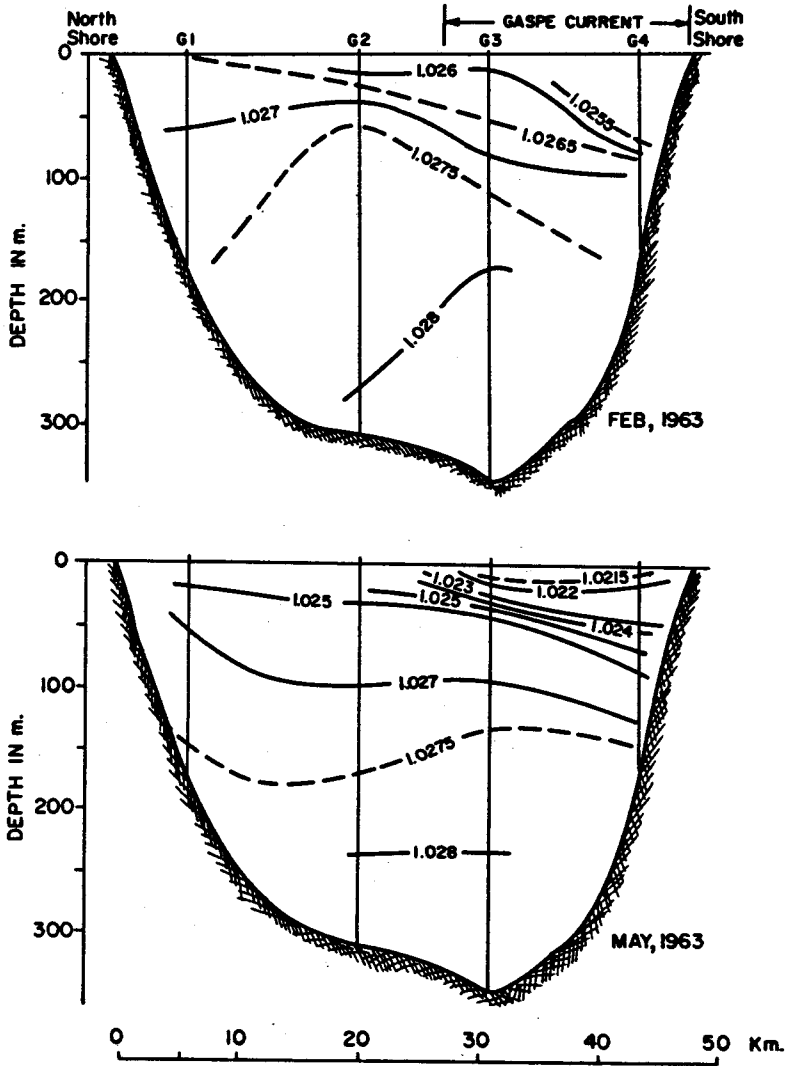 North Shore
G1
G2
GASPE CURRENT
G3
G4
South Shore
0
100
200
300
DEPTH IN m.
1.026
1.0255
1.027
1.0265
1.0275
1.028
FEB, 1963
0
100
200
300
DEPTH IN m.
1.0215
1.023
1.022
1.025
1.025
1.024
1.027
1.0275
1.028
MAY, 1963
0 10 20 30 40 50 Km.